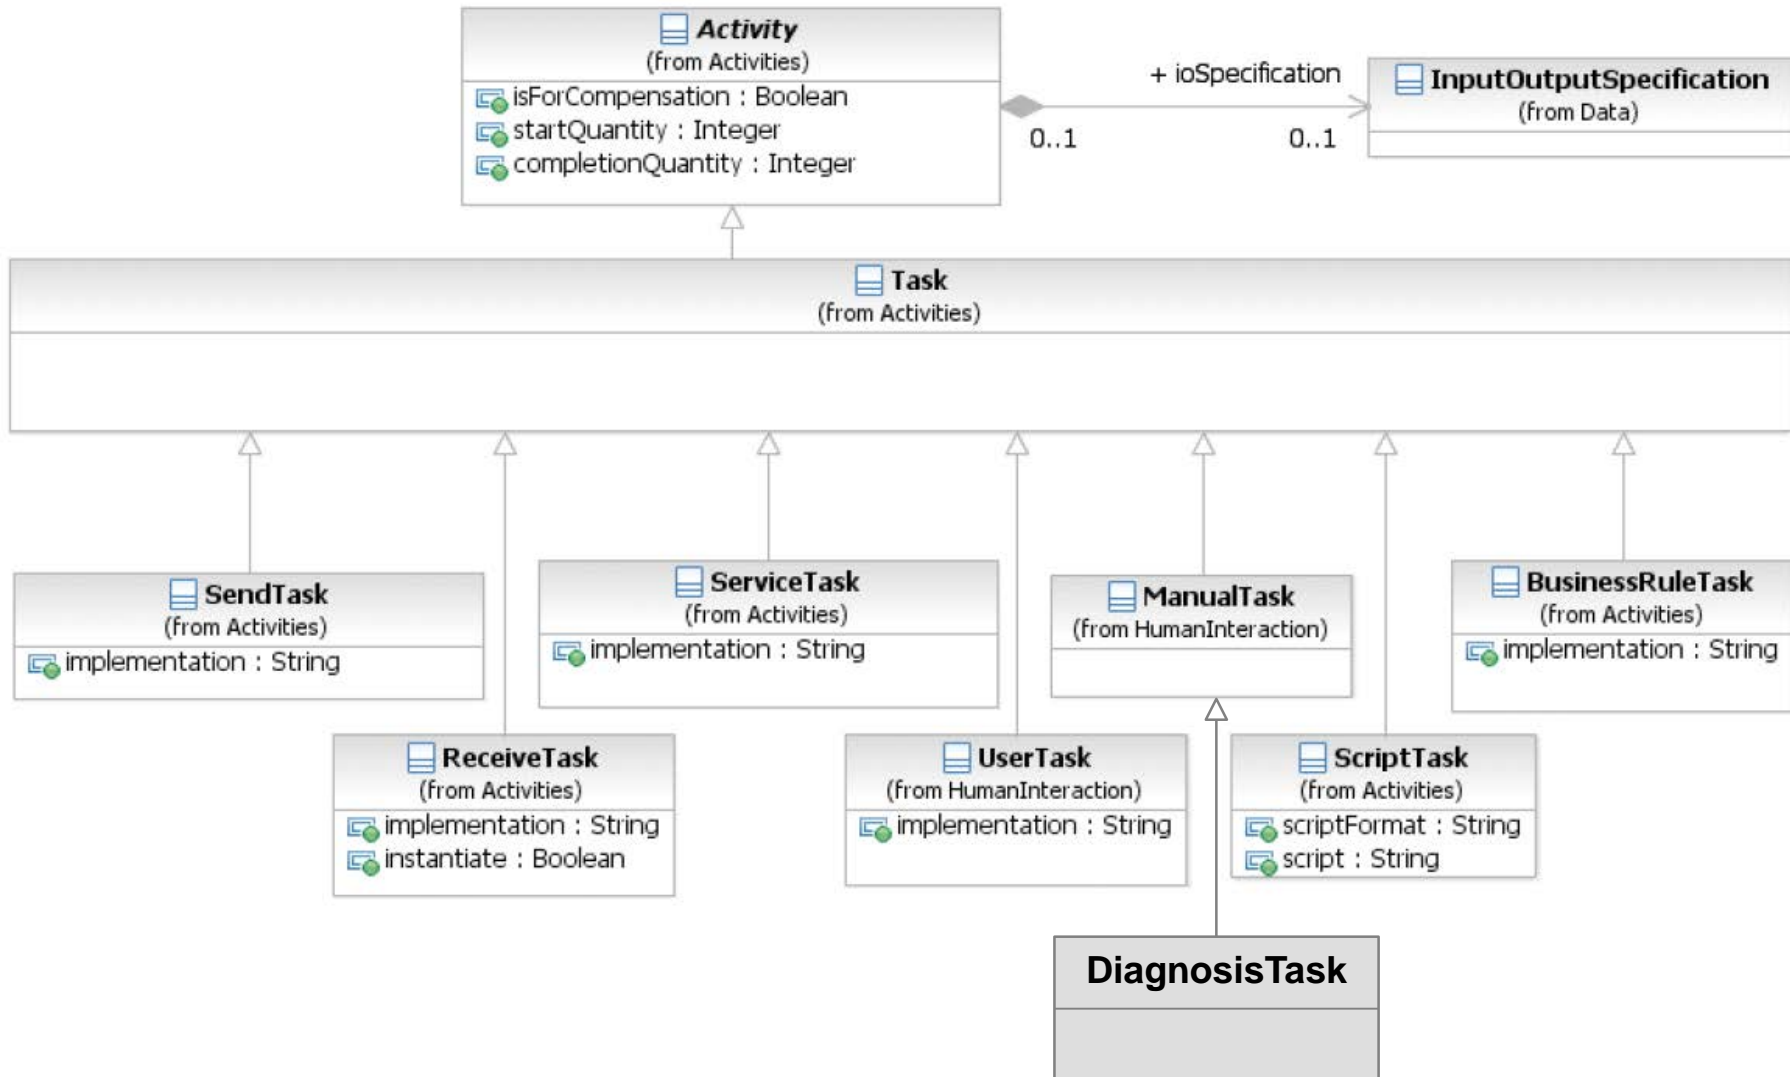 Activity
(from Activities)
isForCompensation : Boolean
startQuantity : Integer
completionQuantity : Integer
+ ioSpecification
0..1
0..1
InputOutputSpecification
(from Data)
Task
(from Activities)
SendTask
(from Activities)
implementation : String
ServiceTask
(from Activities)
implementation : String
ManualTask
(from HumanInteraction)
BusinessRuleTask
(from Activities)
implementation : String
ReceiveTask
(from Activities)
implementation : String
instantiate : Boolean
UserTask
(from HumanInteraction)
implementation : String
ScriptTask
(from Activities)
scriptFormat : String
script : String
DiagnosisTask